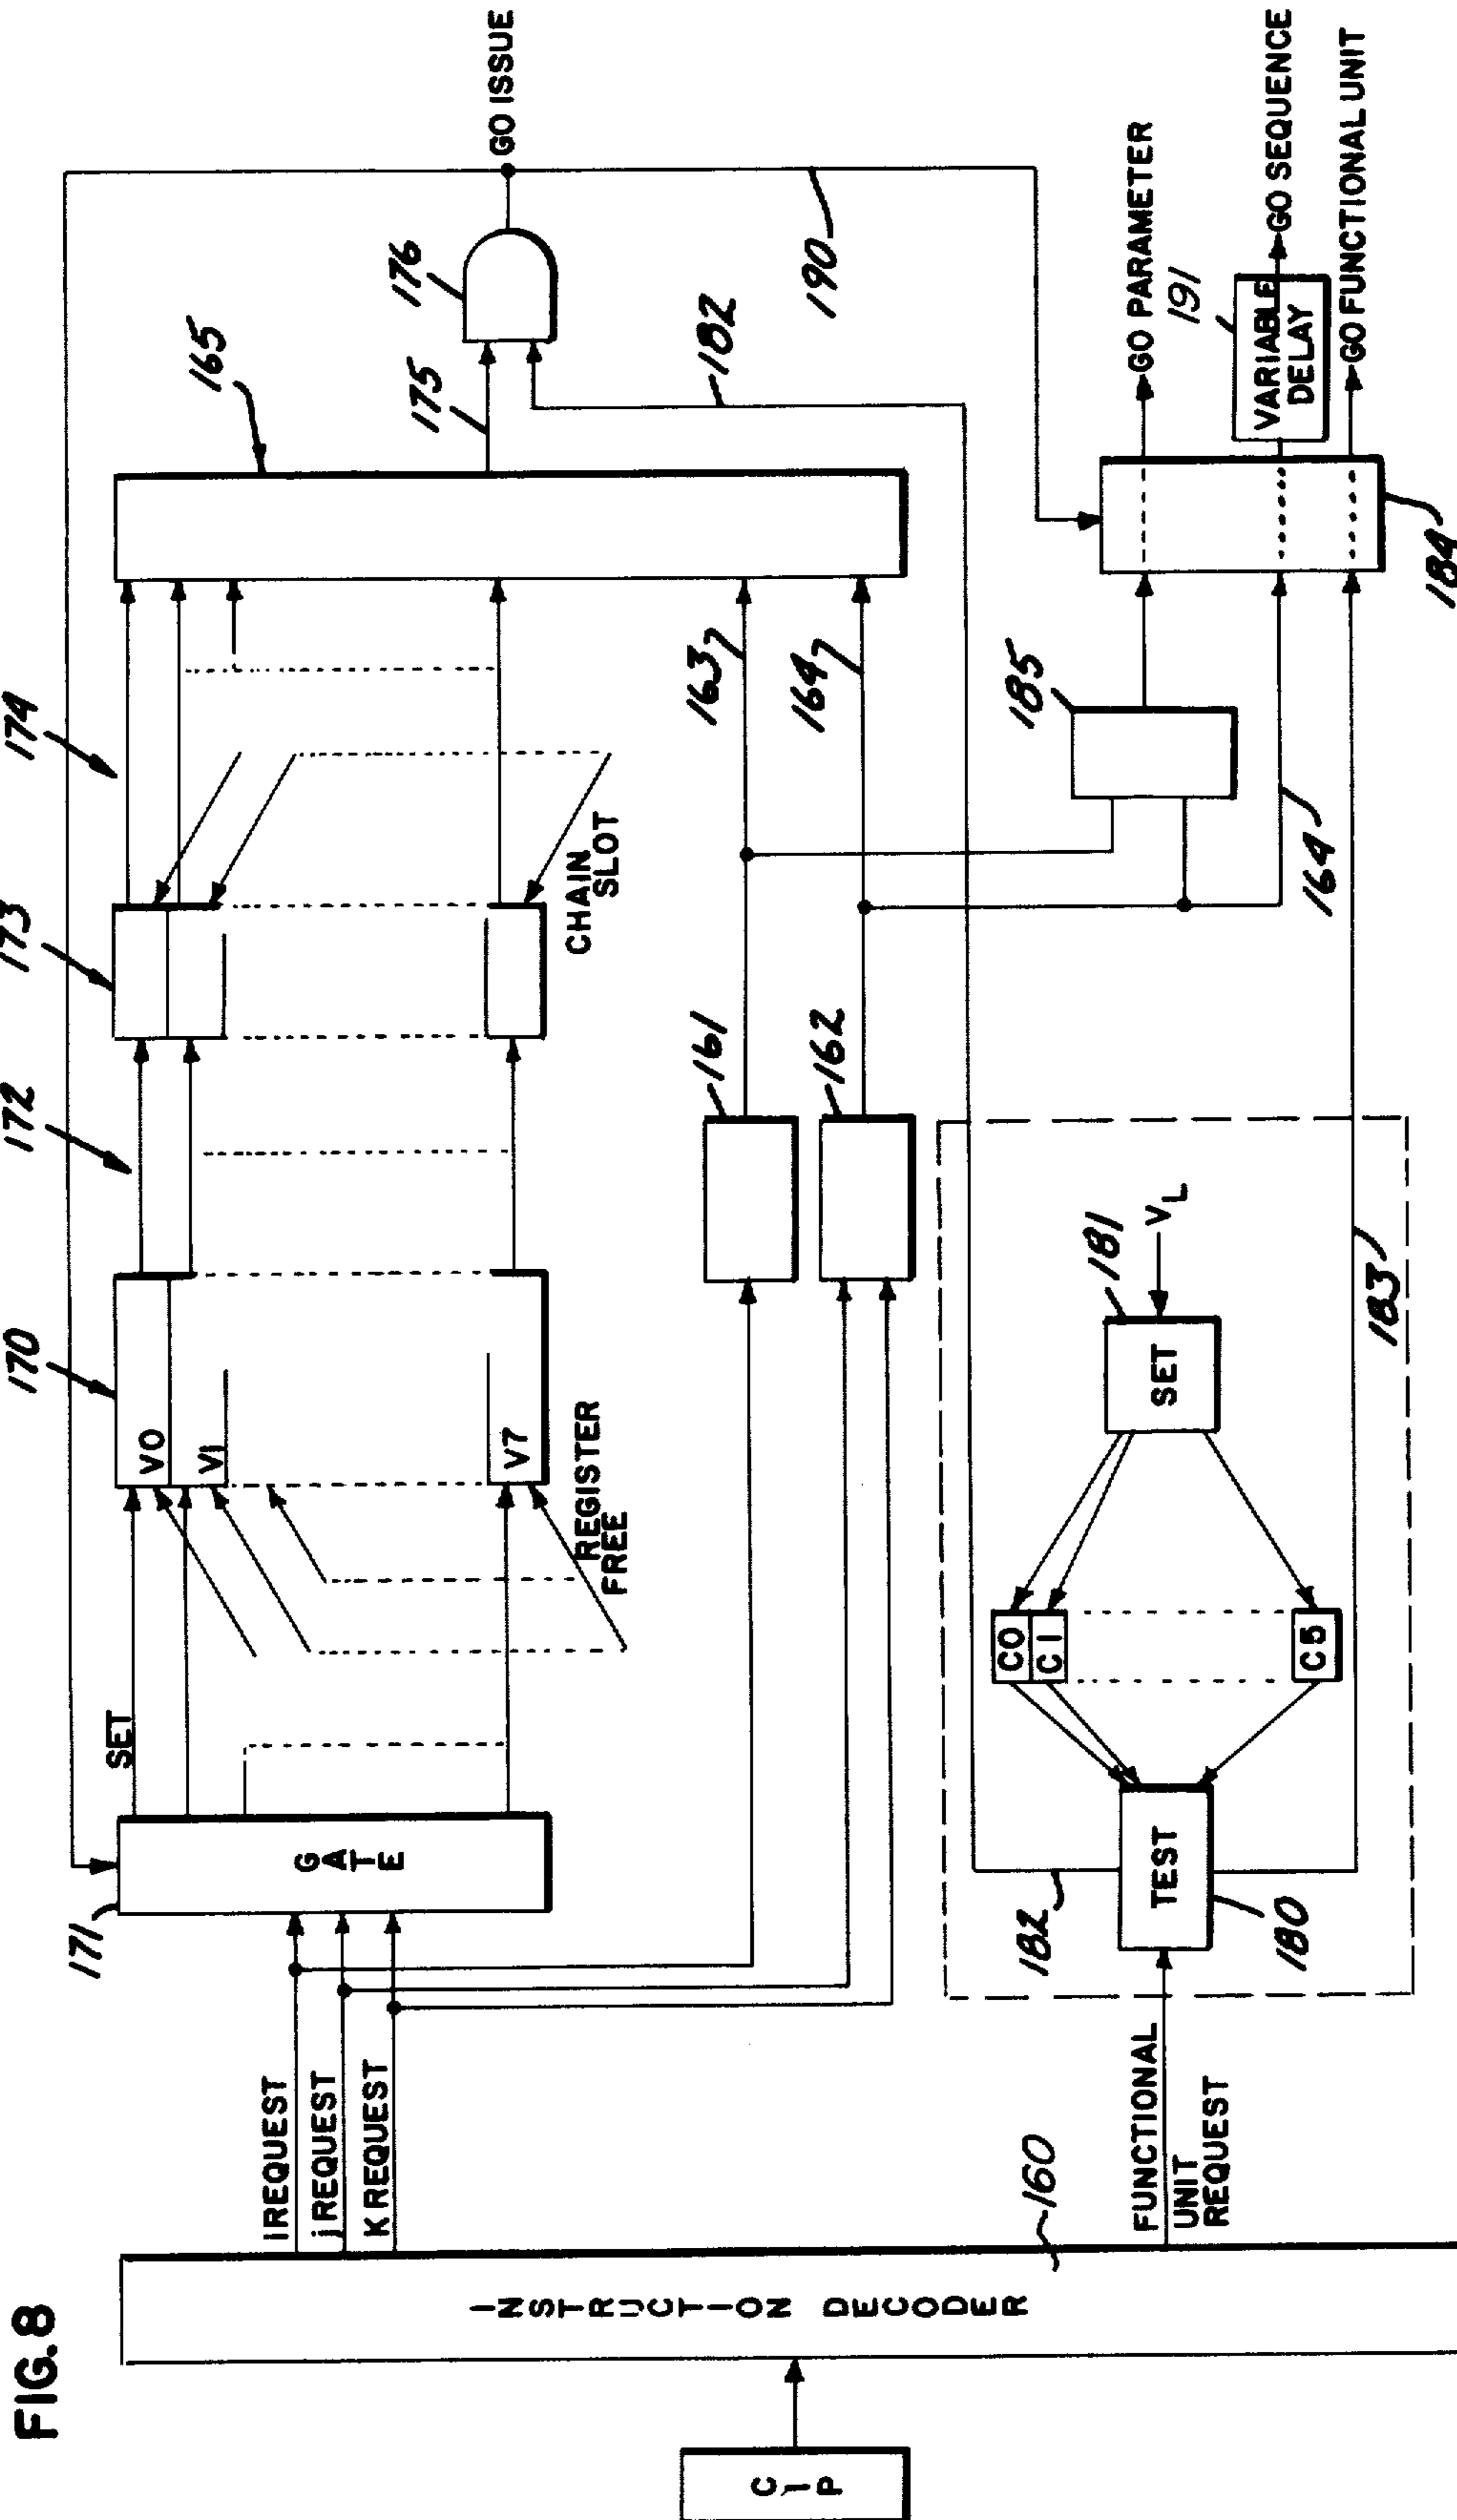 FIG. 8
CIP
INSTRUCTION DECODER
160
I REQUEST
j REQUEST
K REQUEST
FUNCTIONAL
UNIT
REQUEST
171
GATE
SET
170
V0
V1
V7
REGISTER
FREE
172
173
CHAIN
SLOT
174
165
175
176
GO ISSUE
182
190
161
162
163
164
185
164
184
GO PARAMETER
191
VARIABLE
DELAY
GO SEQUENCE
GO FUNCTIONAL UNIT
182
TEST
180
C0
C1
C5
SET
181
VL
183